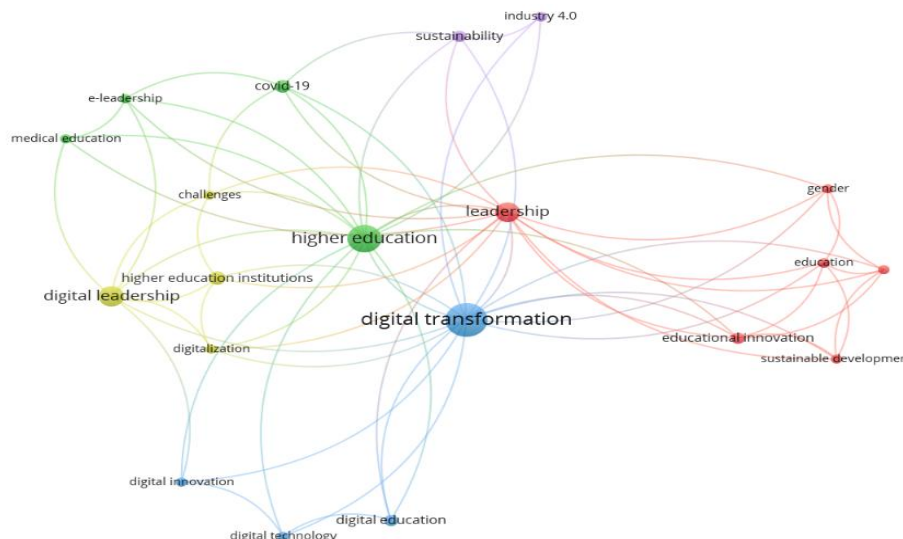 industry 4.0
sustainability
covid-19
e-leadership
medical education
challenges
gender
leadership
higher education
education
higher education institutions
digital leadership
digital transformation
educational innovation
digitalization
sustainable developmen
digital innovation
digital education
digital technology